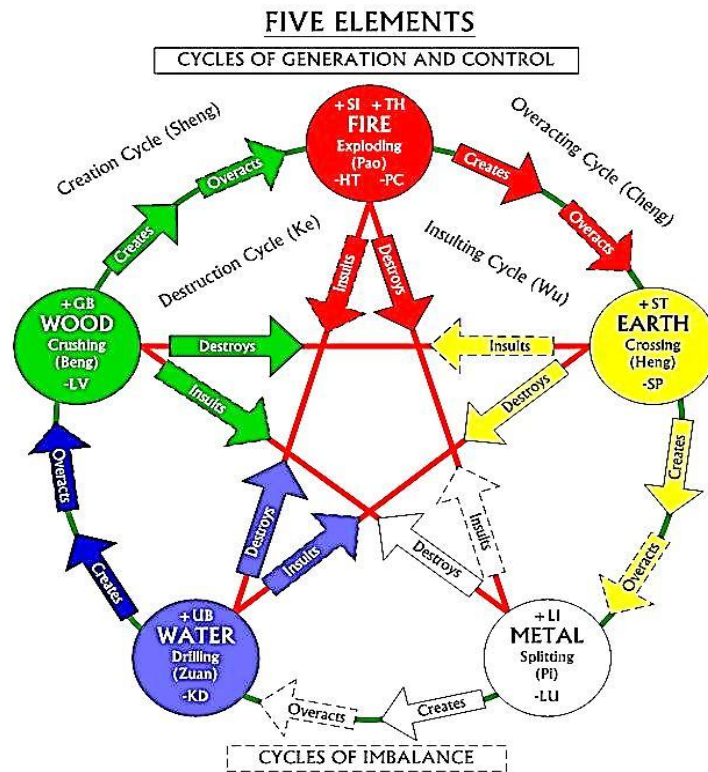 FIVE ELEMENTS
CYCLES OF GENERATION AND CONTROL
Creation Cycle (Sheng)
Overacting Cycle (Cheng)
Destruction Cycle (Ke)
Insulting Cycle (Wu)
+SI +TH
FIRE
Exploding
(Pao)
-HT -PC
Creates
Overacts
Insults
Destroys
+ST
EARTH
Crossing
(Heng)
-SP
Creates
Overacts
Insults
Destroys
+LI
METAL
Splitting
(Pi)
-LU
Creates
Overacts
Insults
Destroys
+UB
WATER
Drilling
(Zuan)
-KD
Creates
Overacts
Destroys
Insults
+GB
WOOD
Crushing
(Beng)
-LV
Creates
Overacts
Destroys
Insults
CYCLES OF IMBALANCE